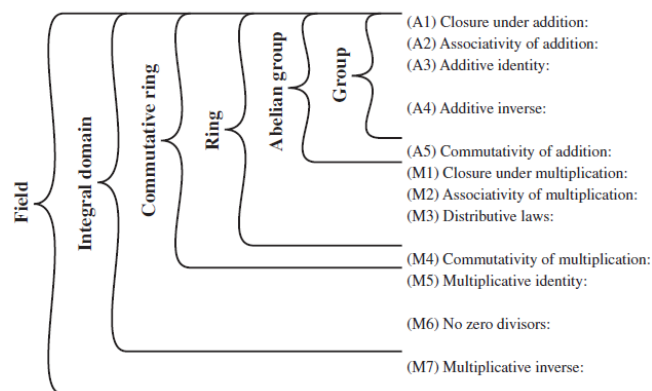 Field
Integral domain
Commutative ring
Ring
Abelian group
Group
(A1) Closure under addition:
(A2) Associativity of addition:
(A3) Additive identity:
(A4) Additive inverse:
(A5) Commutativity of addition:
(M1) Closure under multiplication:
(M2) Associativity of multiplication:
(M3) Distributive laws:
(M4) Commutativity of multiplication:
(M5) Multiplicative identity:
(M6) No zero divisors:
(M7) Multiplicative inverse: